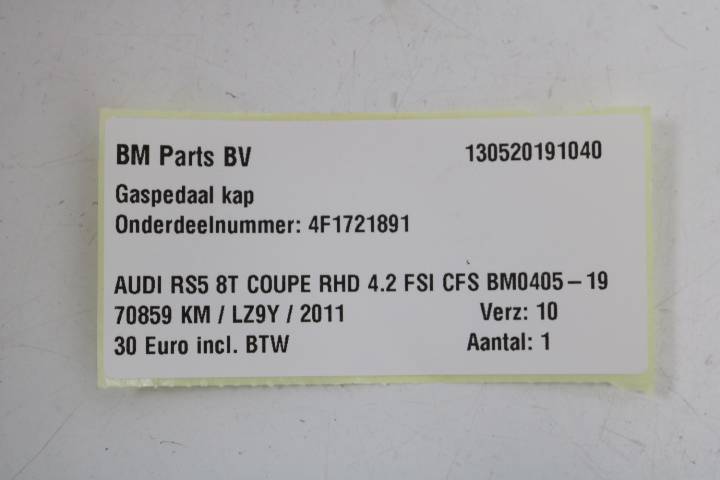 BM Parts BV 130520191040
Gaspedaal kap
Onderdeelnummer: 4F1721891
AUDI RS5 8T COUPE RHD 4.2 FSI CFS BM0405-19
70859 KM / LZ9Y / 2011 Verz: 10
30 Euro incl. BTW Aantal: 1